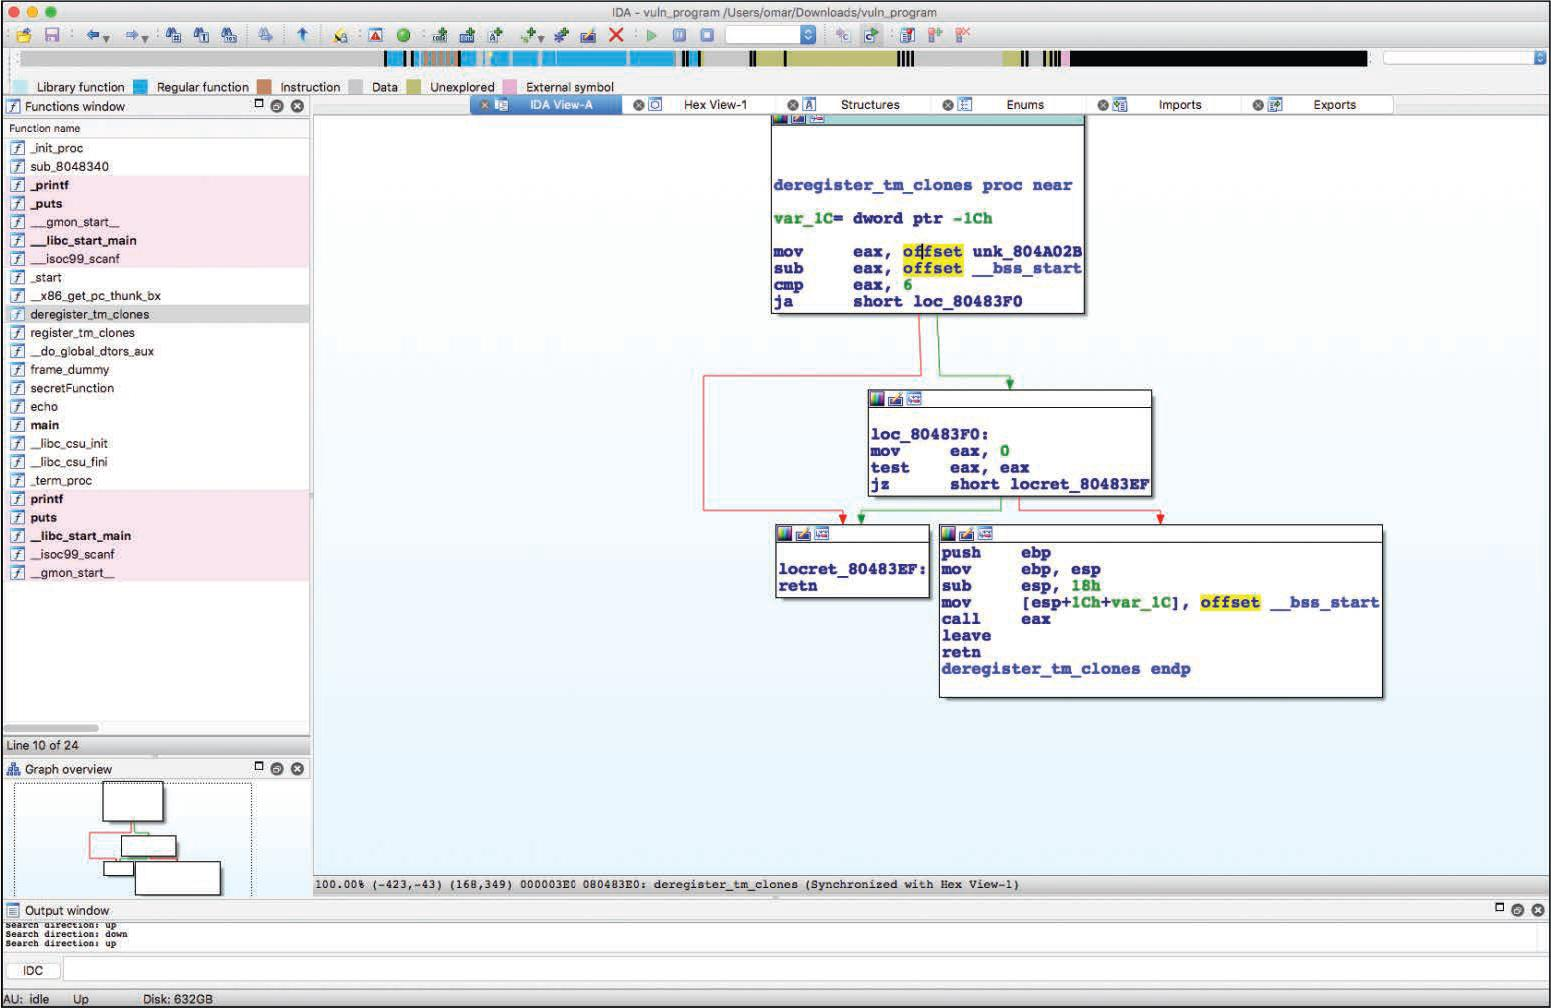 IDA - vuln_program /Users/omar/Downloads/vuln_program
Library function Regular function Instruction Data Unexplored External symbol
Functions window
IDA View-A Hex View-1 Structures Enums Imports Exports
Function name
_init_proc
sub_8048340
_printf
_puts
___gmon_start__
___libc_start_main
___isoc99_scanf
_start
__x86_get_pc_thunk_bx
deregister_tm_clones
register_tm_clones
__do_global_dtors_aux
frame_dummy
secretFunction
echo
main
__libc_csu_init
__libc_csu_fini
_term_proc
printf
puts
__libc_start_main
__isoc99_scanf
__gmon_start__
Line 10 of 24
Graph overview
deregister_tm_clones proc near
var_1C= dword ptr -1Ch
mov eax, offset unk_804A02B
sub eax, offset __bss_start
cmp eax, 6
ja short loc_80483F0
loc_80483F0:
mov eax, 0
test eax, eax
jz short locret_80483EF
locret_80483EF:
retn
push ebp
mov ebp, esp
sub esp, 18h
mov [esp+1Ch+var_1C], offset __bss_start
call eax
leave
retn
deregister_tm_clones endp
100.00% (-423,-43) (168,349) 000003E0 080483E0: deregister_tm_clones (Synchronized with Hex View-1)
Output window
Search direction: up
Search direction: down
Search direction: up
IDC
AU: idle Up Disk: 632GB